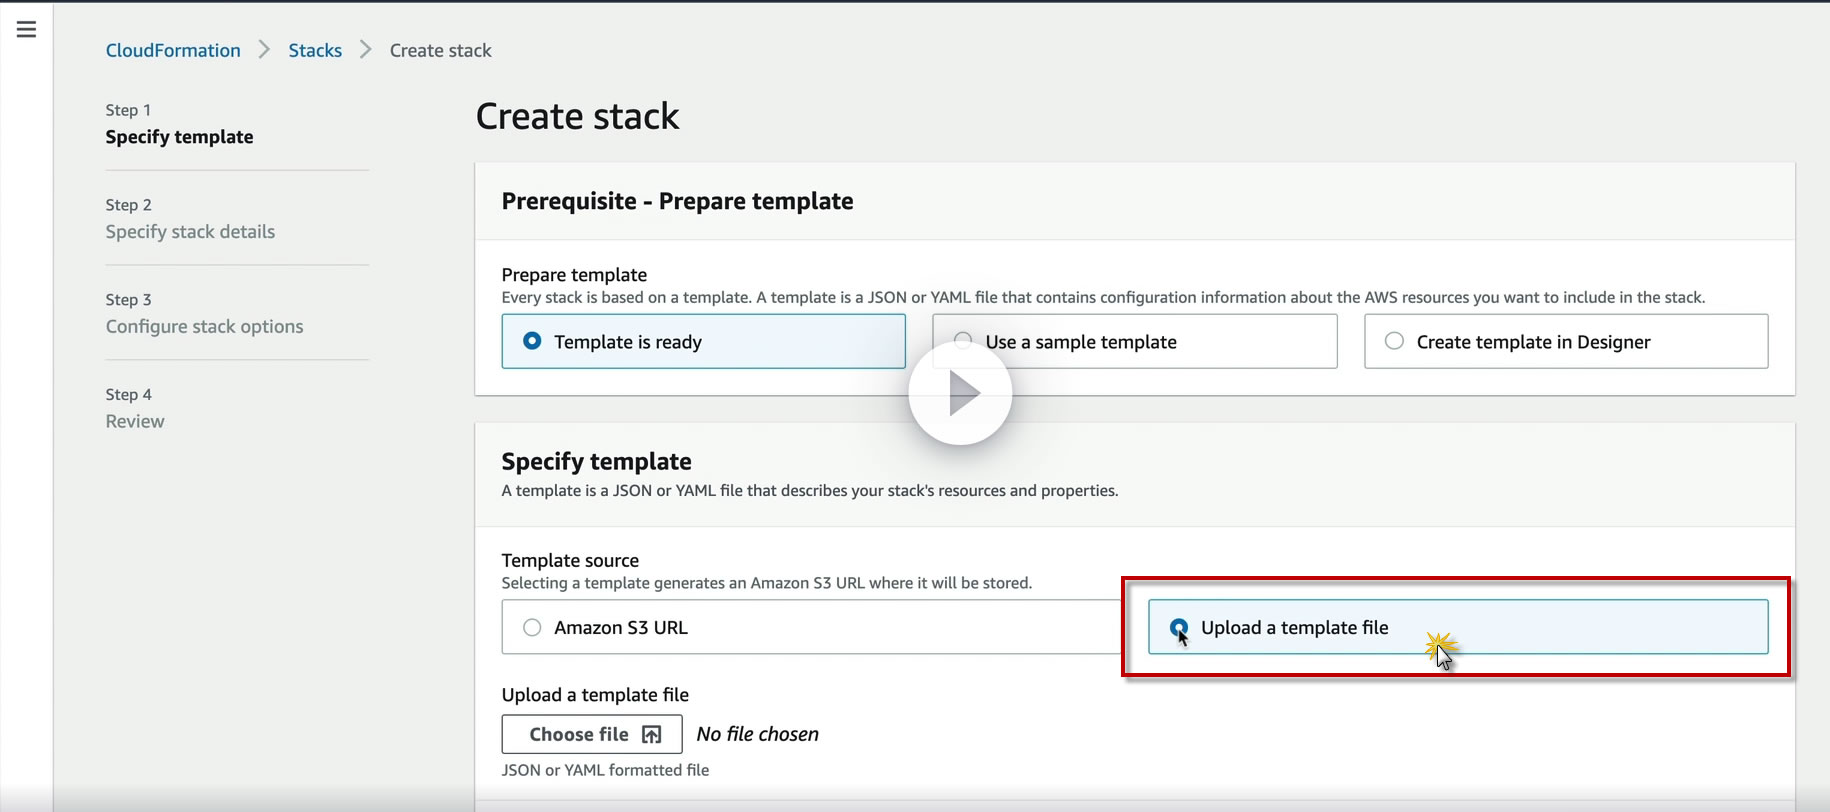 CloudFormation > Stacks > Create stack
Step 1
Specify template
Step 2
Specify stack details
Step 3
Configure stack options
Step 4
Review
Create stack
Prerequisite - Prepare template
Prepare template
Every stack is based on a template. A template is a JSON or YAML file that contains configuration information about the AWS resources you want to include in the stack.
Template is ready
Use a sample template
Create template in Designer
Specify template
A template is a JSON or YAML file that describes your stack's resources and properties.
Template source
Selecting a template generates an Amazon S3 URL where it will be stored.
Amazon S3 URL
Upload a template file
Upload a template file
Choose file
No file chosen
JSON or YAML formatted file